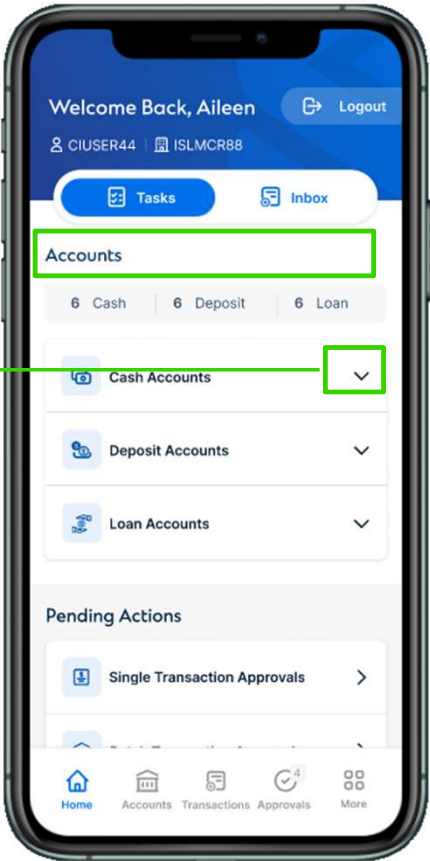 Welcome Back, Aileen
Logout
CIUSER44 | ISLMCR88
Tasks
Inbox
Accounts
6 Cash
6 Deposit
6 Loan
Cash Accounts
Deposit Accounts
Loan Accounts
Pending Actions
Single Transaction Approvals
4
Home
Accounts
Transactions
Approvals
More